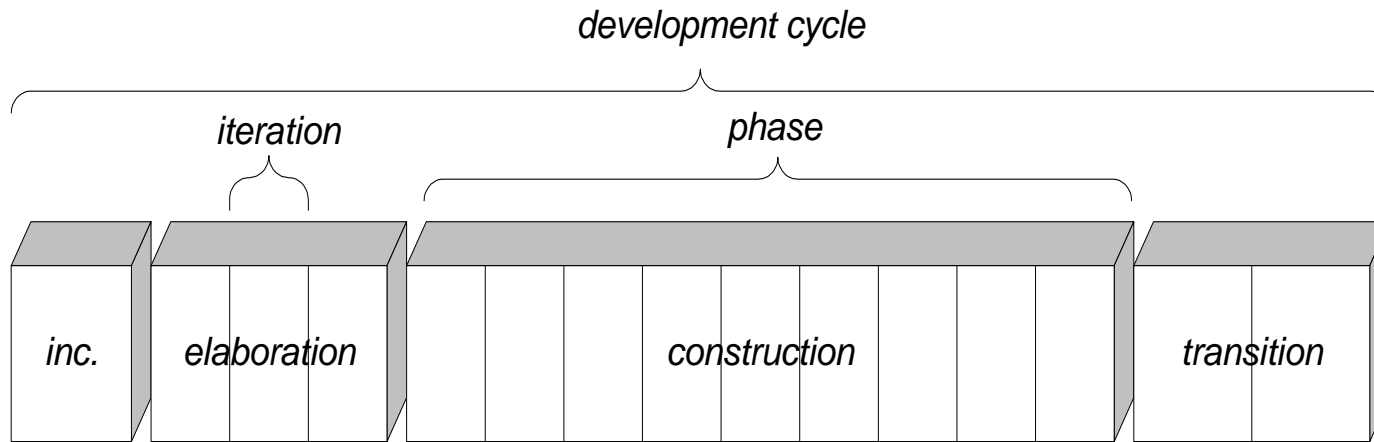 development cycle
iteration
phase
inc.
elaboration
construction
transition